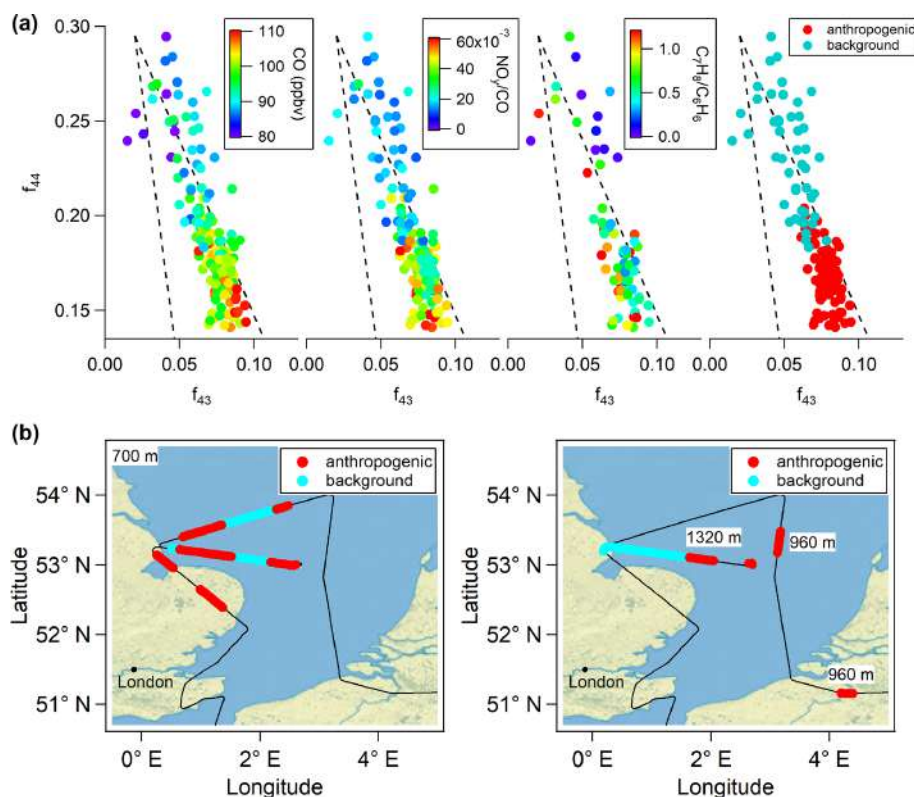 (a)
0.30
0.25
0.20
0.15
f44
110
100
90
80
CO (ppbv)
60x10-3
40
20
0
NOy/CO
1.0
0.5
0.0
C7H8/C6H6
anthropogenic
background
0.00 0.05 0.10 0.00 0.05 0.10 0.00 0.05 0.10 0.00 0.05 0.10
f43 f43 f43 f43
(b)
700 m
anthropogenic
background
54° N
53° N
52° N
51° N
Latitude
London
0° E 2° E 4° E
Longitude
anthropogenic
background
54° N
53° N
52° N
51° N
Latitude
1320 m
960 m
960 m
London
0° E 2° E 4° E
Longitude